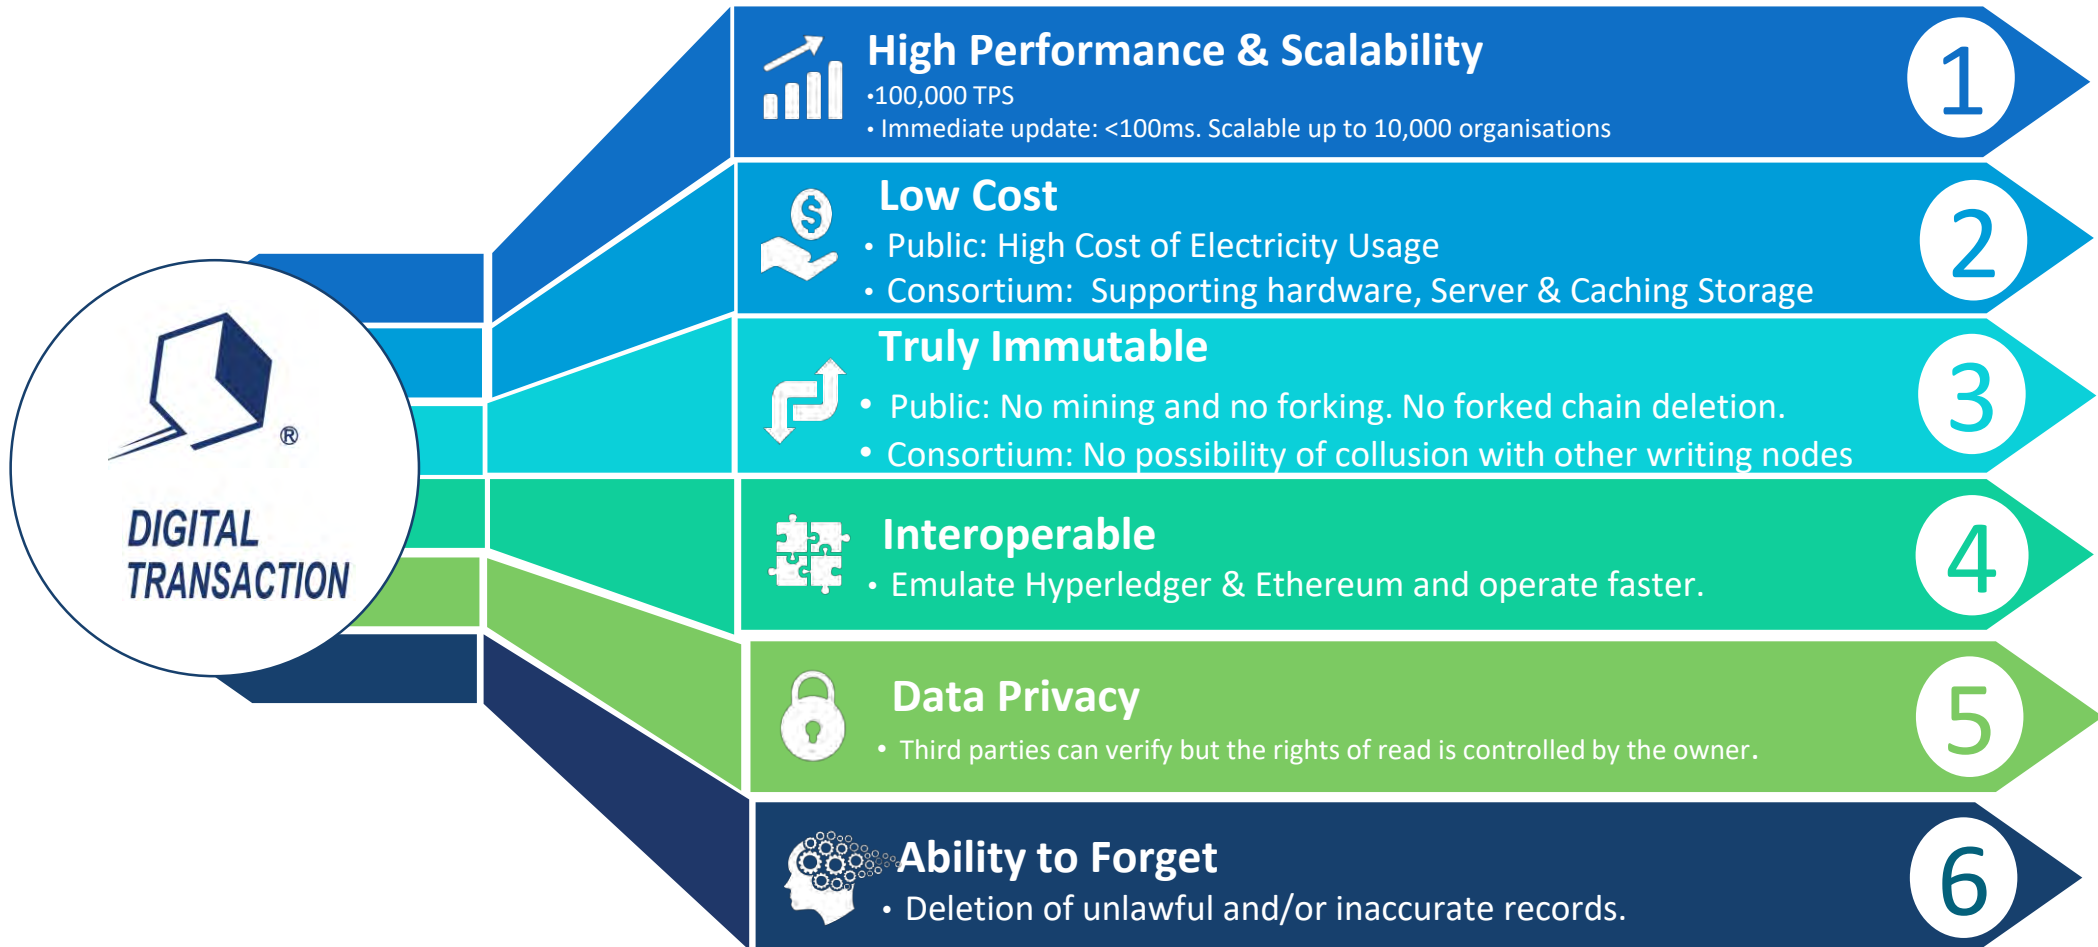 High Performance & Scalability
•100,000 TPS
• Immediate update: <100ms. Scalable up to 10,000 organisations
1
Low Cost
• Public: High Cost of Electricity Usage
• Consortium:  Supporting hardware, Server & Caching Storage
2
Truly Immutable
• Public: No mining and no forking. No forked chain deletion.
• Consortium: No possibility of collusion with other writing nodes
3
®
DIGITAL
TRANSACTION
Interoperable
• Emulate Hyperledger & Ethereum and operate faster.
4
Data Privacy
• Third parties can verify but the rights of read is controlled by the owner.
5
Ability to Forget
• Deletion of unlawful and/or inaccurate records.
6